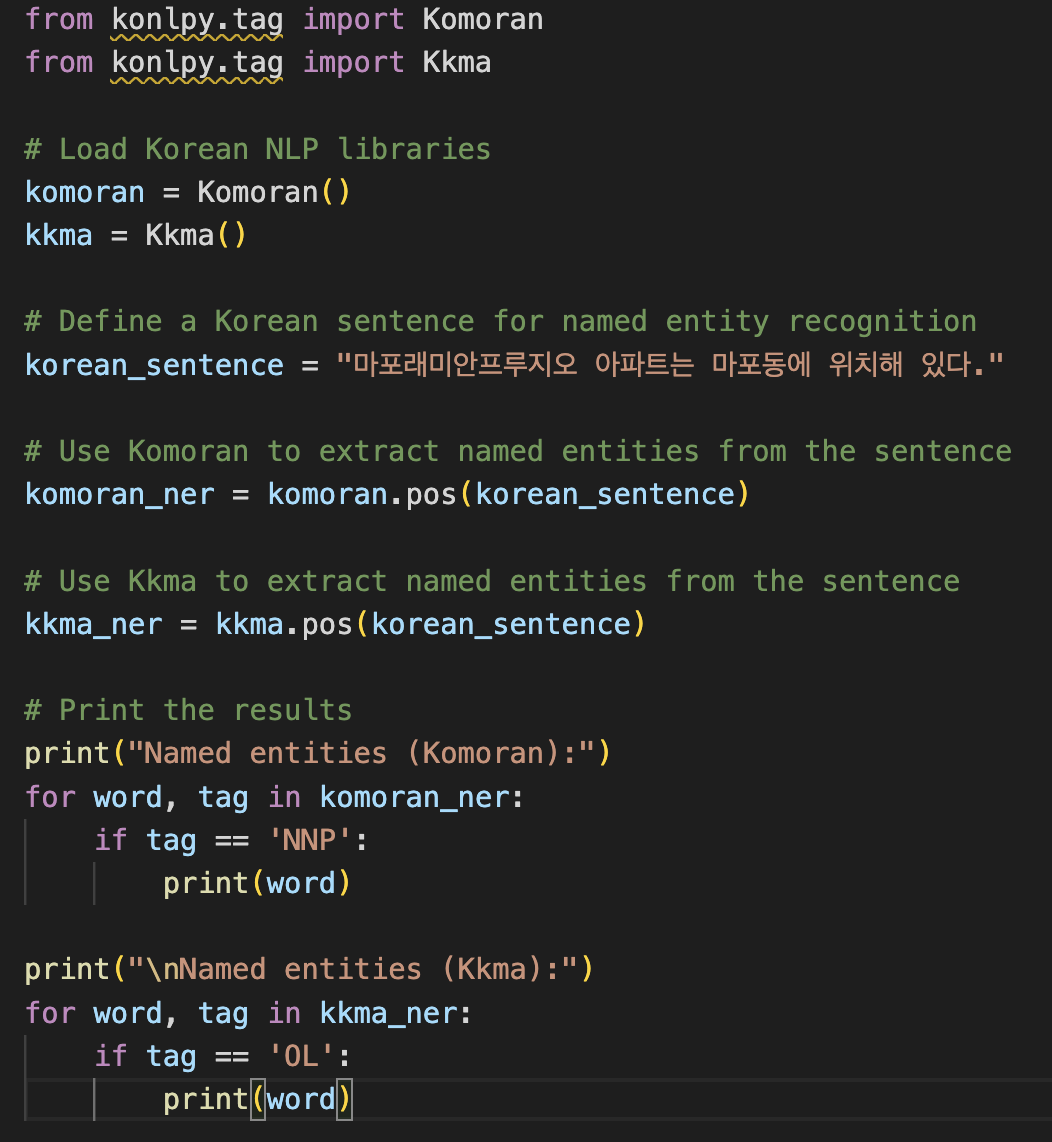 from konlpy.tag import Komoran
from konlpy.tag import Kkma
# Load Korean NLP libraries
komoran = Komoran()
kkma = Kkma()
# Define a Korean sentence for named entity recognition
korean_sentence = "마포래미안프루지오 아파트는 마포동에 위치해 있다."
# Use Komoran to extract named entities from the sentence
komoran_ner = komoran.pos(korean_sentence)
# Use Kkma to extract named entities from the sentence
kkma_ner = kkma.pos(korean_sentence)
# Print the results
print("Named entities (Komoran):")
for word, tag in komoran_ner:
    if tag == 'NNP':
        print(word)
print("\nNamed entities (Kkma):")
for word, tag in kkma_ner:
    if tag == 'OL':
        print(word)